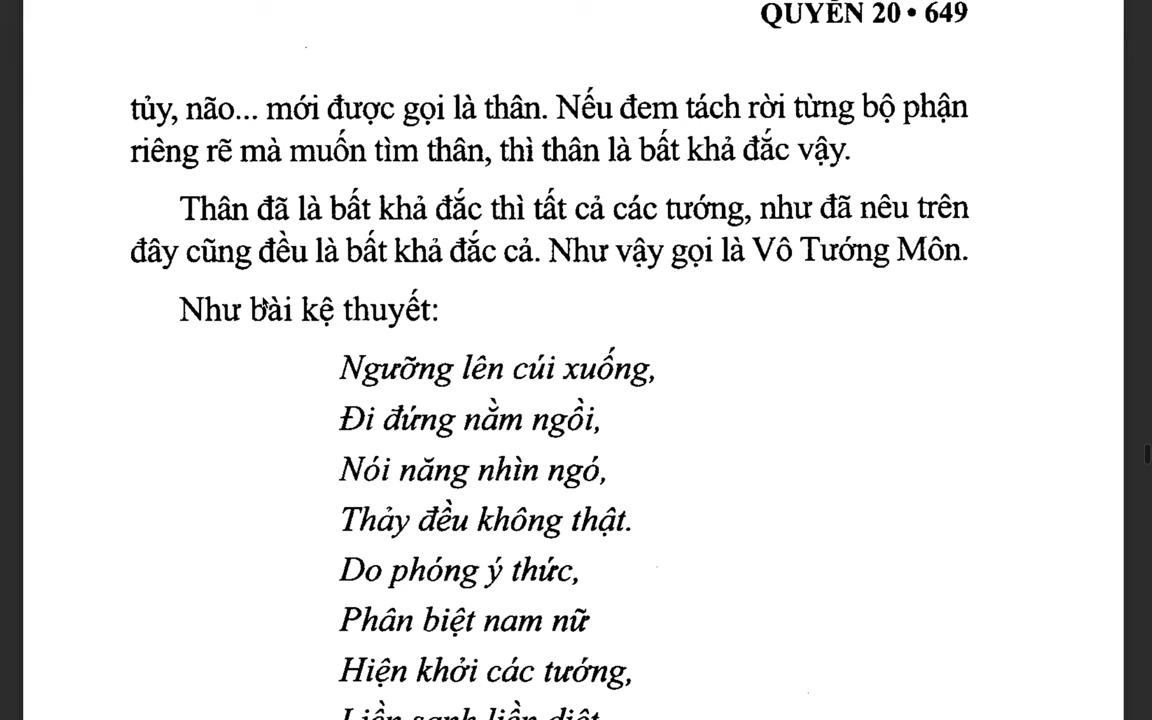 QUYỂN 20 • 649
tủy, não... mới được gọi là thân. Nếu đem tách rời từng bộ phận
riêng rẽ mà muốn tìm thân, thì thân là bất khả đắc vậy.
Thân đã là bất khả đắc thì tất cả các tướng, như đã nêu trên
đây cũng đều là bất khả đắc cả. Như vậy gọi là Vô Tướng Môn.
Như bài kệ thuyết:
Ngưỡng lên cúi xuống,
Đi đứng nằm ngồi,
Nói năng nhìn ngó,
Thảy đều không thật.
Do phóng ý thức,
Phân biệt nam nữ
Hiện khởi các tướng,
Liền sanh liền diệt